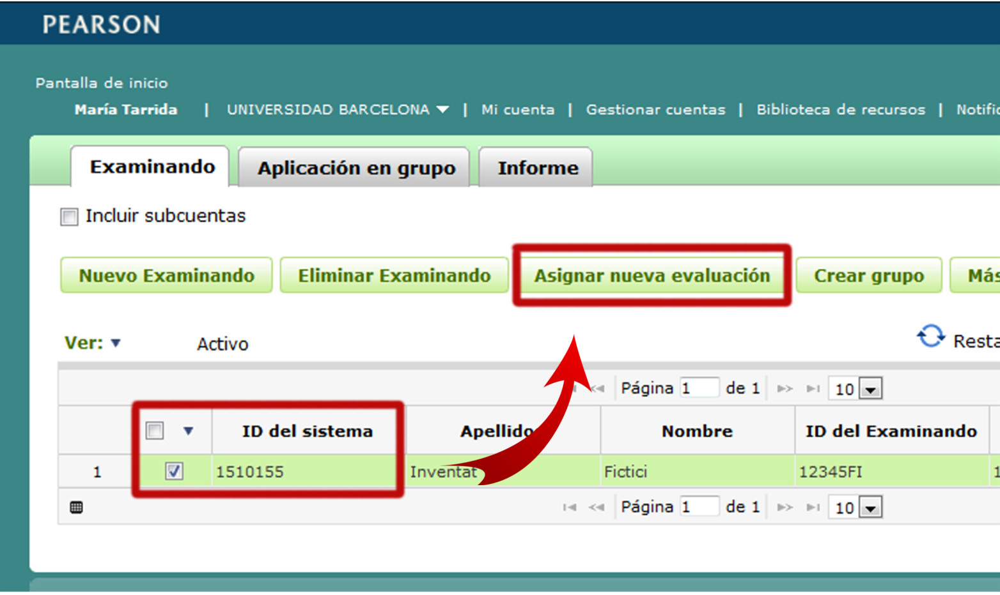 PEARSON
Pantalla de inicio
María Tarrida | UNIVERSIDAD BARCELONA | Mi cuenta | Gestionar cuentas | Biblioteca de recursos |
Examinando Aplicación en grupo Informe
Incluir subcuentas
Nuevo Examinando Eliminar Examinando Asignar nueva evaluación Crear grupo Más
Ver: Activo
Página 1 de 1 10
ID del sistema Apellido Nombre ID del Examinando
1 1510155 Inventat Fictici 12345FI
Página 1 de 1 10